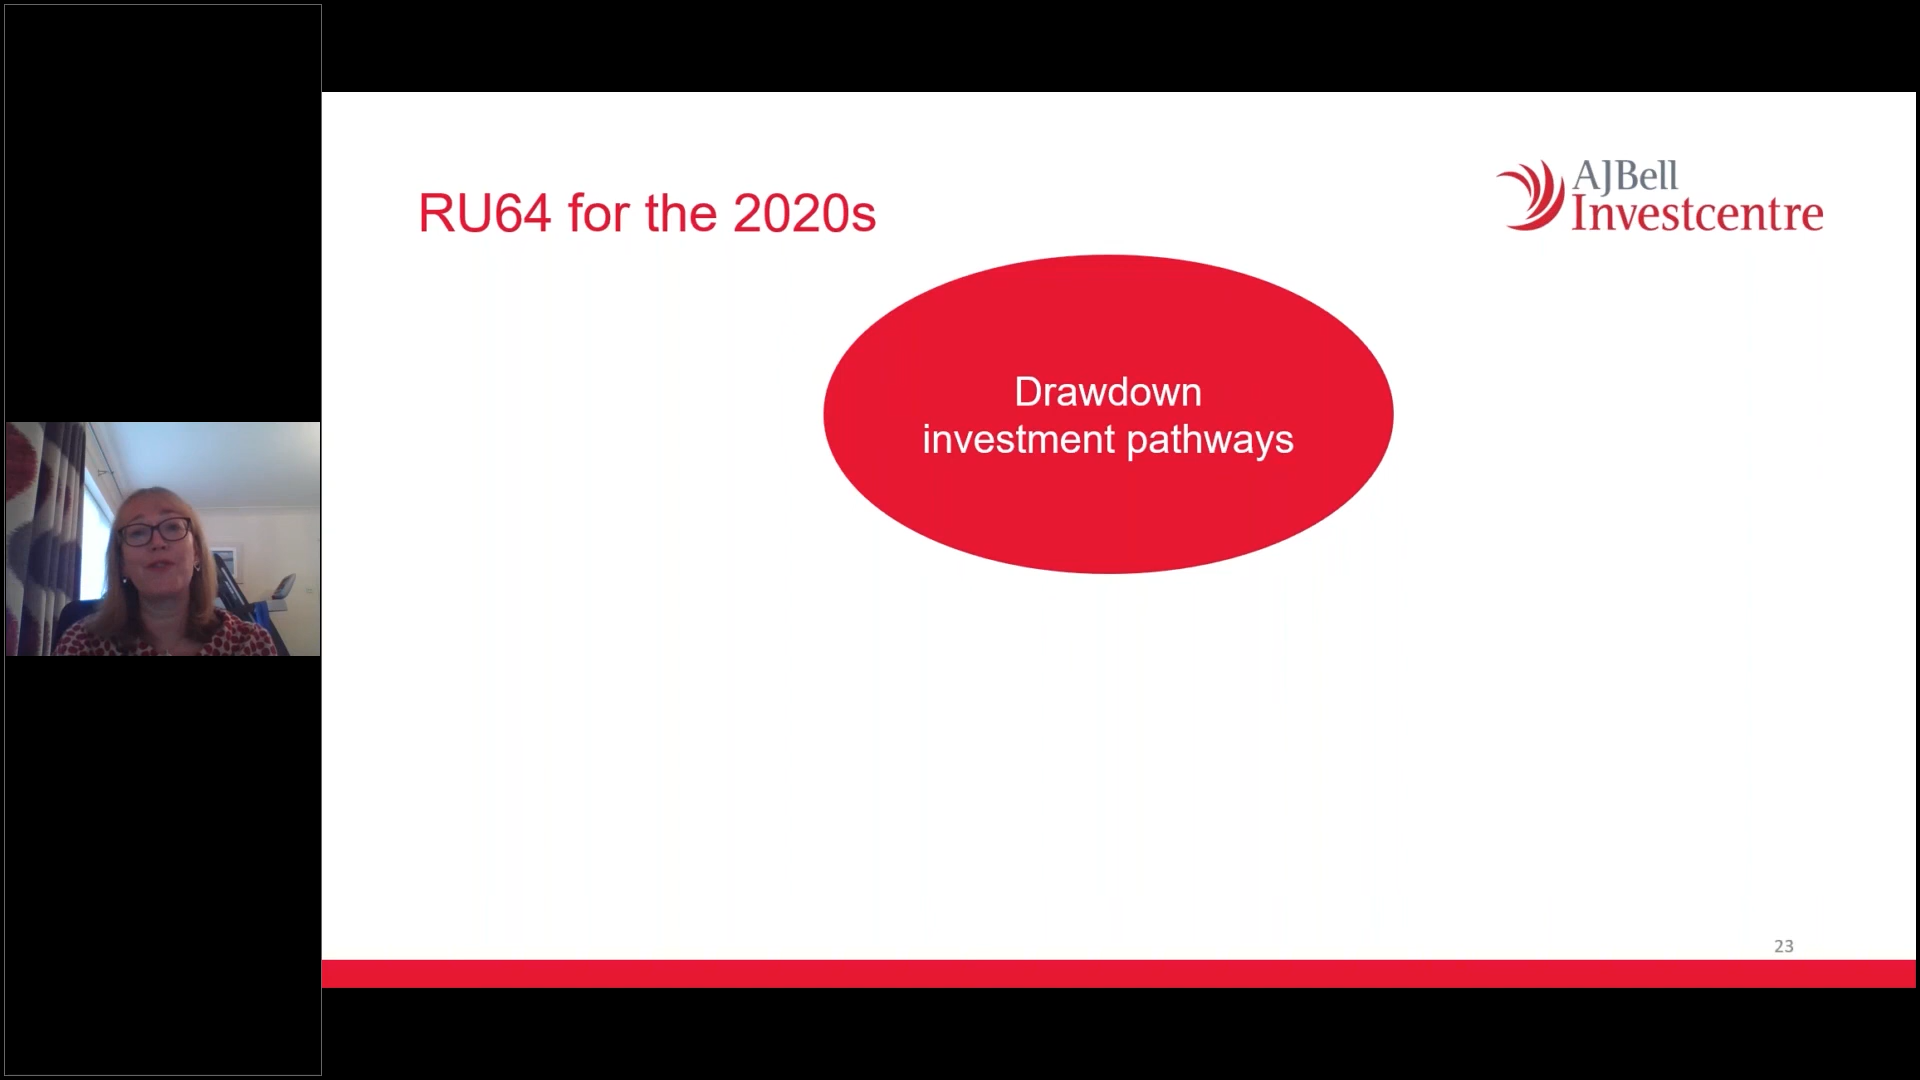 RU64 for the 2020s
AJBell
Investcentre
Drawdown
investment pathways
23